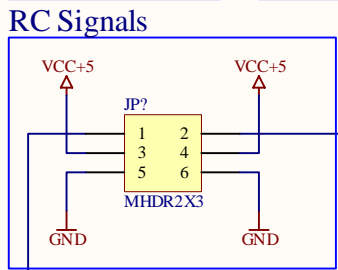 RC Signals
VCC+5 VCC+5
JP?
1 2
3 4
5 6
MHDR2X3
GND GND